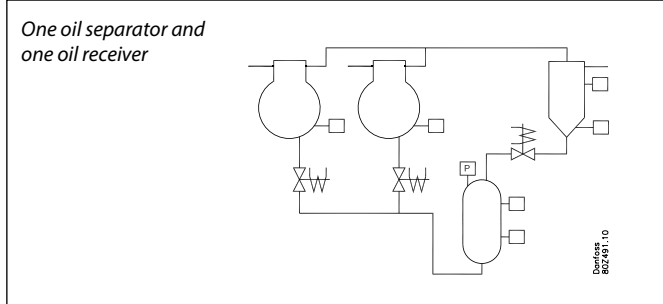 One oil separator and
one oil receiver
P
Danfoss
80Z491.10